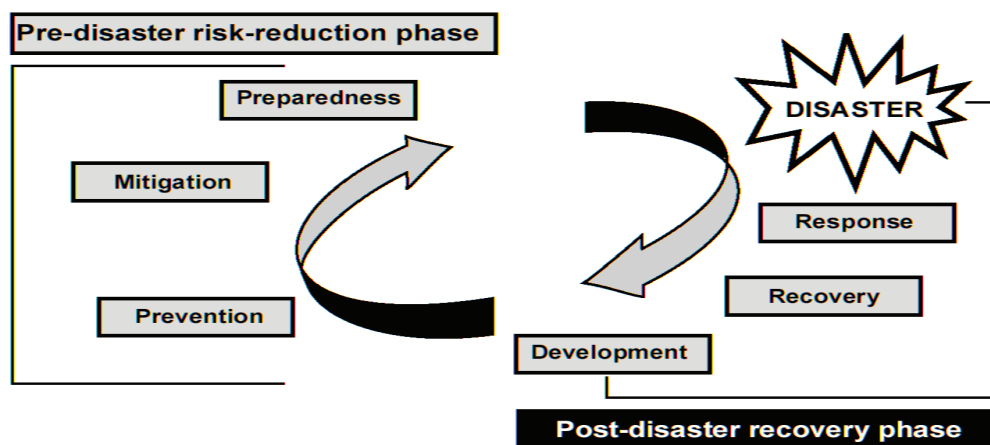 Pre-disaster risk-reduction phase
Preparedness
DISASTER
Mitigation
Response
Recovery
Prevention
Development
Post-disaster recovery phase